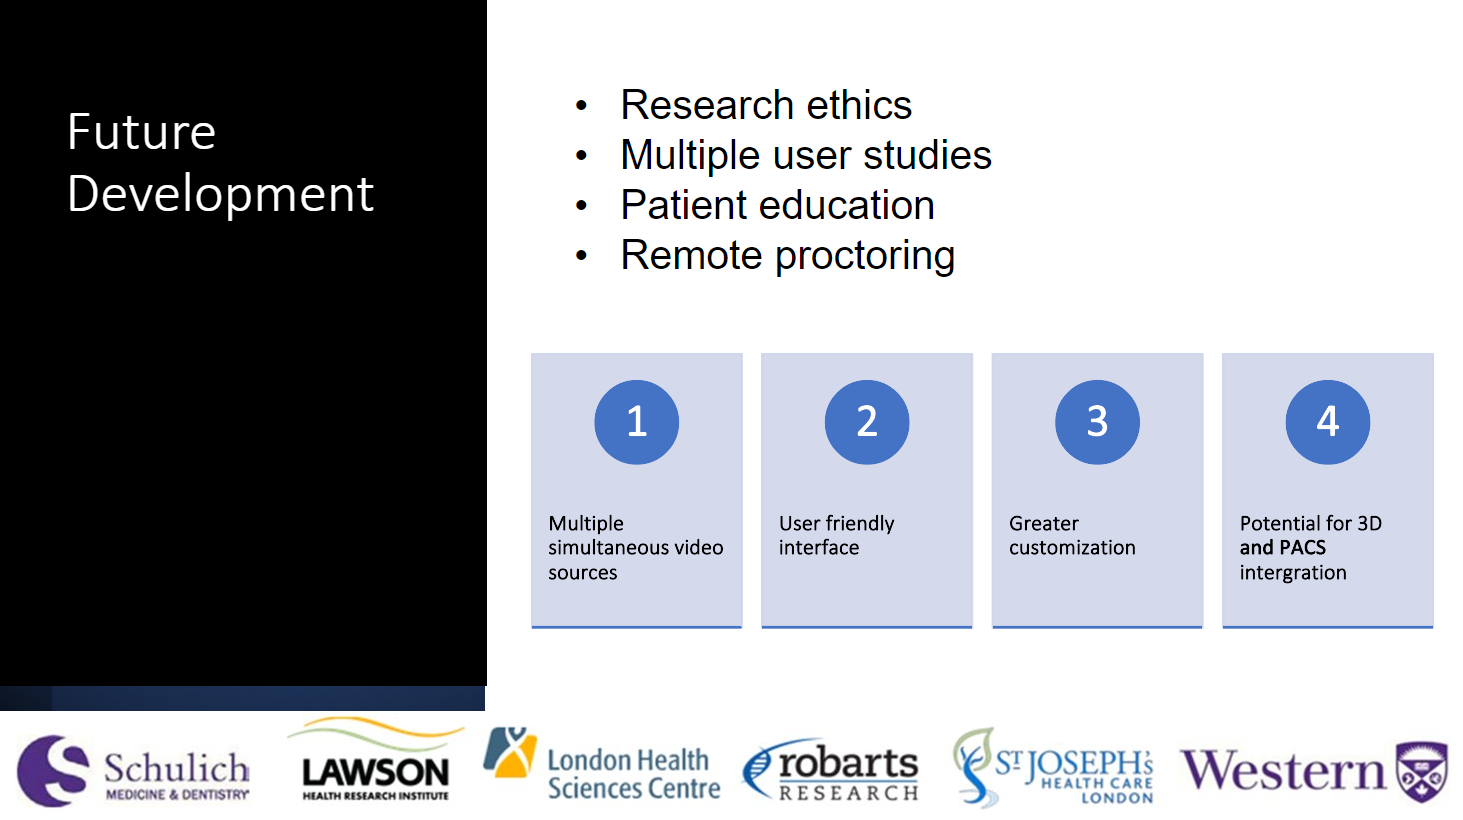 Future
Development
• Research ethics
• Multiple user studies
• Patient education
• Remote proctoring
1
Multiple
simultaneous video
sources
2
User friendly
interface
3
Greater
customization
4
Potential for 3D
and PACS
intergration
Schulich
MEDICINE & DENTISTRY
LAWSON
HEALTH RESEARCH INSTITUTE
London Health
Sciences Centre
robarts
RESEARCH
ST JOSEPH'S
HEALTH CARE
LONDON
Western